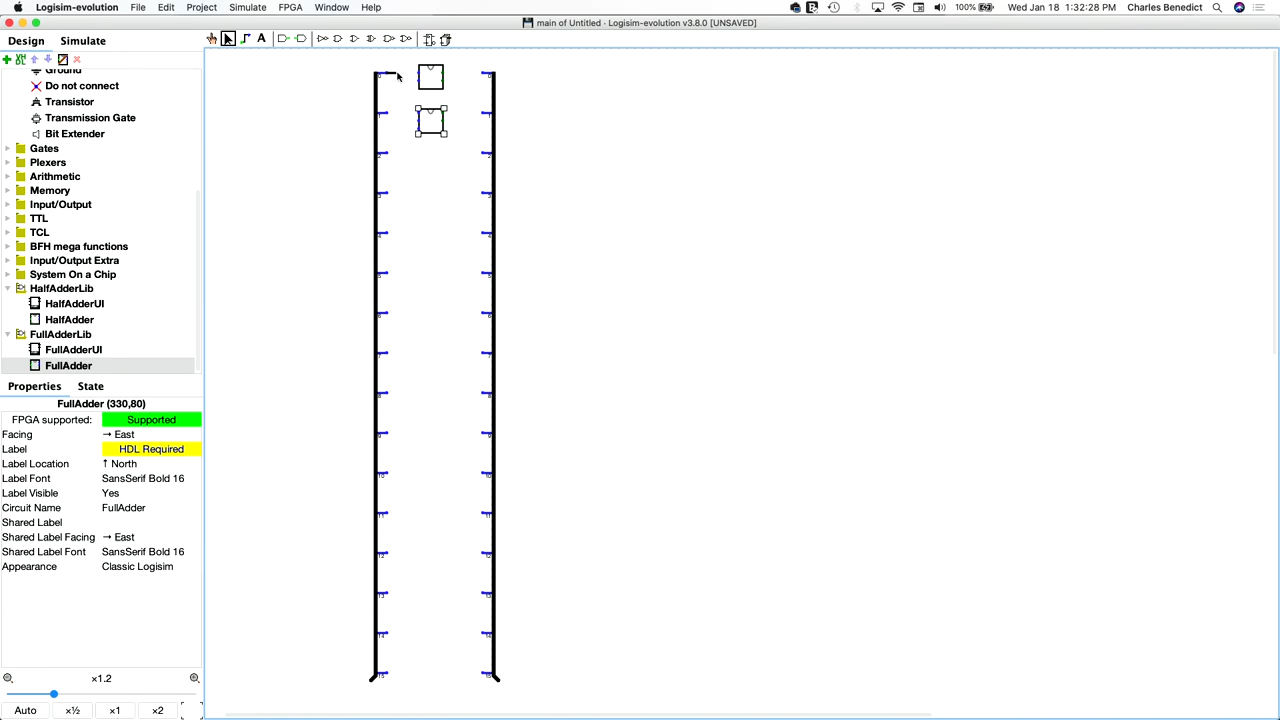 Logisim-evolution File Edit Project Simulate FPGA Window Help 100% Wed Jan 18 1:32:28 PM Charles Benedict
main of Untitled · Logisim-evolution v3.8.0 [UNSAVED]
Design Simulate
Ground
Do not connect
Transistor
Transmission Gate
Bit Extender
Gates
Plexers
Arithmetic
Memory
Input/Output
TTL
TCL
BFH mega functions
Input/Output Extra
System On a Chip
HalfAdderLib
HalfAdderUI
HalfAdder
FullAdderLib
FullAdderUI
FullAdder
Properties State
FullAdder (330,80)
FPGA supported: Supported
Facing → East
Label HDL Required
Label Location ↑ North
Label Font SansSerif Bold 16
Label Visible Yes
Circuit Name FullAdder
Shared Label
Shared Label Facing → East
Shared Label Font SansSerif Bold 16
Appearance Classic Logisim
×1.2
Auto ×½ ×1 ×2